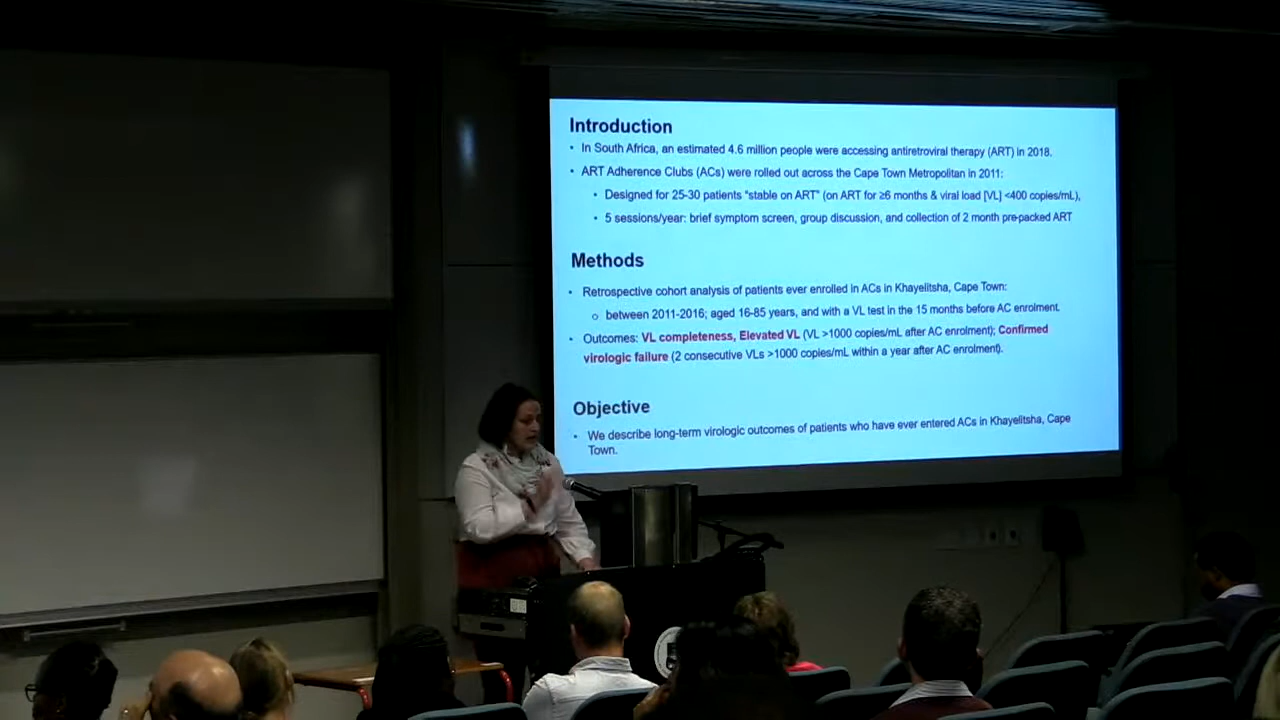 Introduction
• In South Africa, an estimated 4.6 million people were accessing antiretroviral therapy (ART) in 2018.
• ART Adherence Clubs (ACs) were rolled out across the Cape Town Metropolitan in 2011:
• Designed for 25-30 patients "stable on ART" (on ART for ≥6 months & viral load [VL] <400 copies/mL),
• 5 sessions/year: brief symptom screen, group discussion, and collection of 2 month pre-packed ART
Methods
• Retrospective cohort analysis of patients ever enrolled in ACs in Khayelitsha, Cape Town:
o between 2011-2016; aged 16-85 years, and with a VL test in the 15 months before AC enrolment.
• Outcomes: VL completeness, Elevated VL (VL >1000 copies/mL after AC enrolment); Confirmed
virologic failure (2 consecutive VLs >1000 copies/mL within a year after AC enrolment).
Objective
• We describe long-term virologic outcomes of patients who have ever entered ACs in Khayelitsha, Cape
Town.